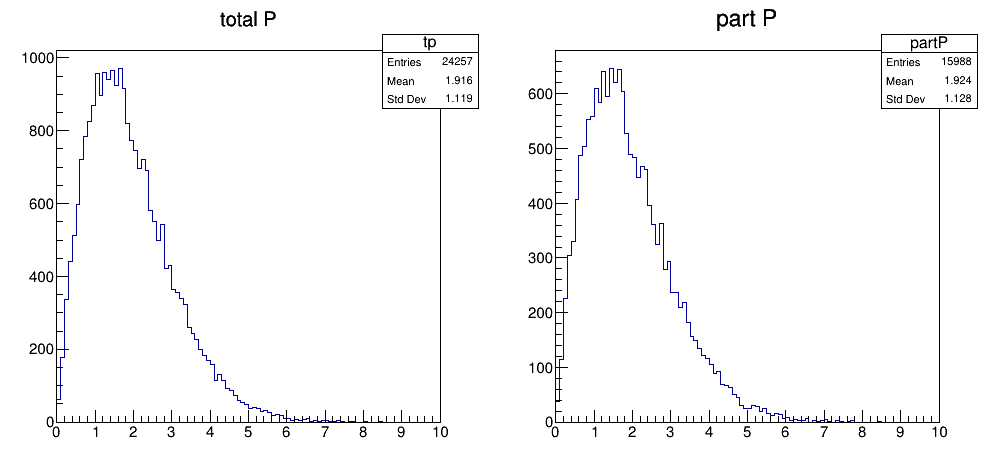 total P
tp
Entries 24257
Mean 1.916
Std Dev 1.119
1000
800
600
400
200
0
0 1 2 3 4 5 6 7 8 9 10
part P
partP
Entries 15988
Mean 1.924
Std Dev 1.128
600
500
400
300
200
100
0
0 1 2 3 4 5 6 7 8 9 10